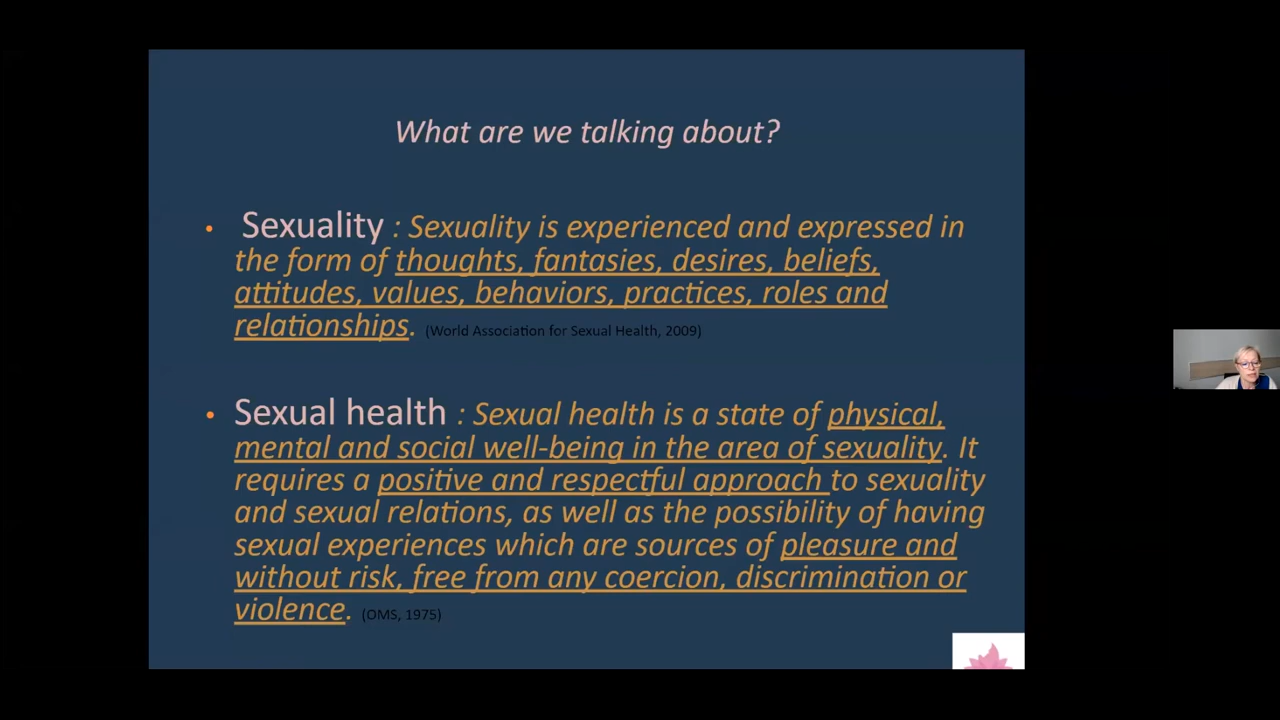 What are we talking about?
• Sexuality : Sexuality is experienced and expressed in
the form of thoughts, fantasies, desires, beliefs,
attitudes, values, behaviors, practices, roles and
relationships. (World Association for Sexual Health, 2009)
• Sexual health : Sexual health is a state of physical,
mental and social well-being in the area of sexuality. It
requires a positive and respectful approach to sexuality
and sexual relations, as well as the possibility of having
sexual experiences which are sources of pleasure and
without risk, free from any coercion, discrimination or
violence. (OMS, 1975)